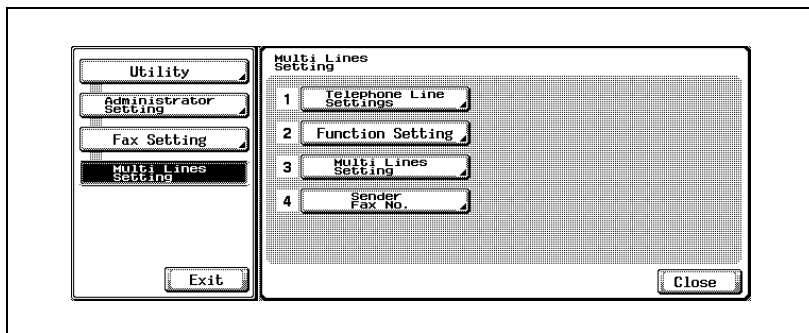 Utility
Administrator
Setting
Fax Setting
Multi Lines
Setting
Exit
Multi Lines
Setting
1 Telephone Line
Settings
2 Function Setting
3 Multi Lines
Setting
4 Sender
Fax No.
Close